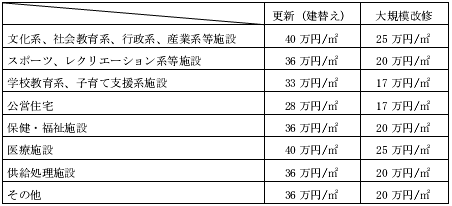 更新（建替え） 大規模改修
文化系、社会教育系、行政系、産業系等施設 40 万円/㎡ 25 万円/㎡
スポーツ、レクリエーション系等施設 36 万円/㎡ 20 万円/㎡
学校教育系、子育て支援系施設 33 万円/㎡ 17 万円/㎡
公営住宅 28 万円/㎡ 17 万円/㎡
保健・福祉施設 36 万円/㎡ 20 万円/㎡
医療施設 40 万円/㎡ 25 万円/㎡
供給処理施設 36 万円/㎡ 20 万円/㎡
その他 36 万円/㎡ 20 万円/㎡